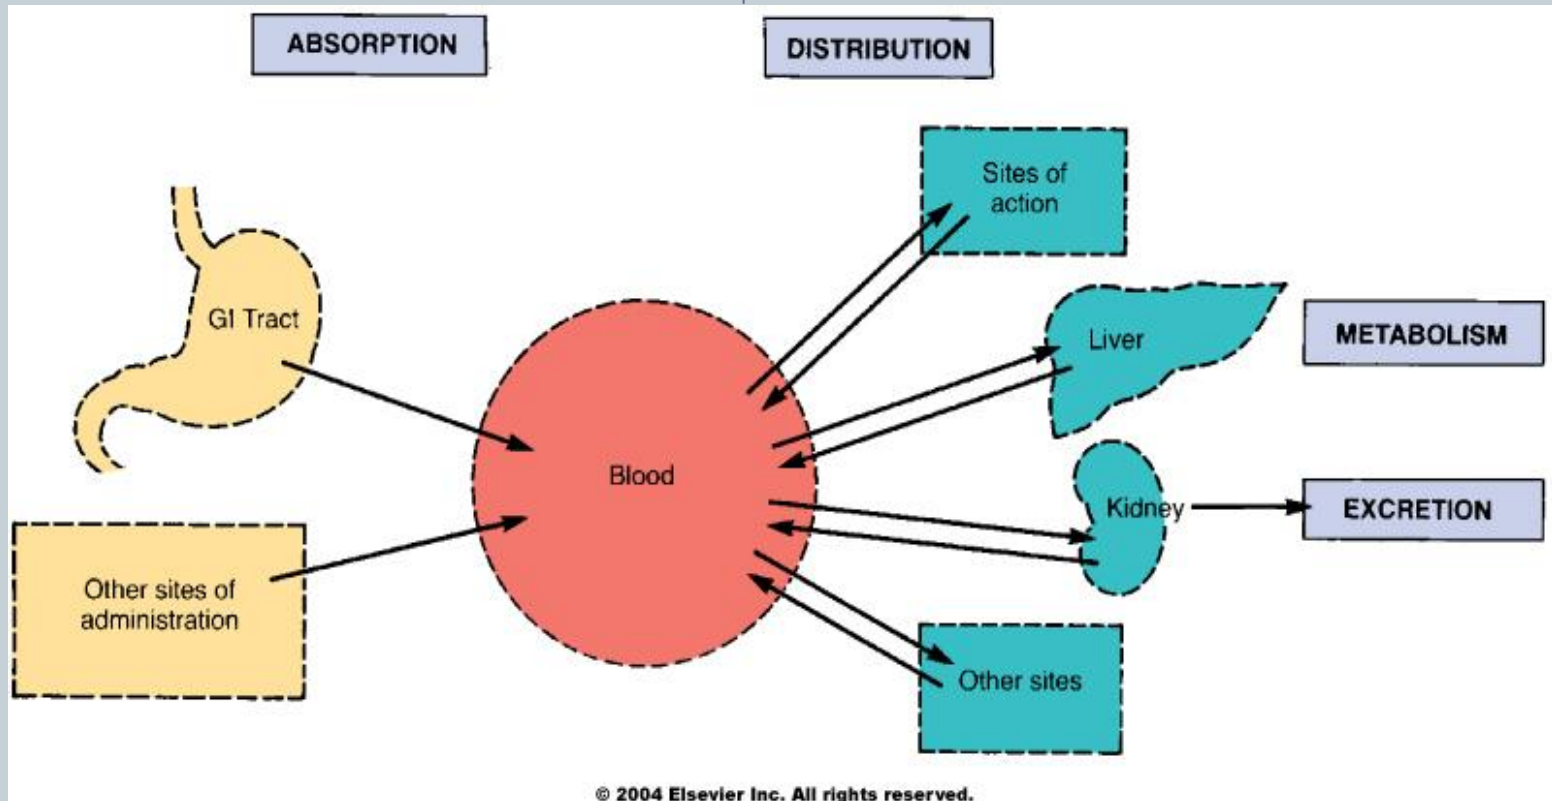 ABSORPTION
DISTRIBUTION
Sites of
action
GI Tract
Liver
METABOLISM
Blood
Kidney
EXCRETION
Other sites of
administration
Other sites
© 2004 Elsevier Inc. All rights reserved.